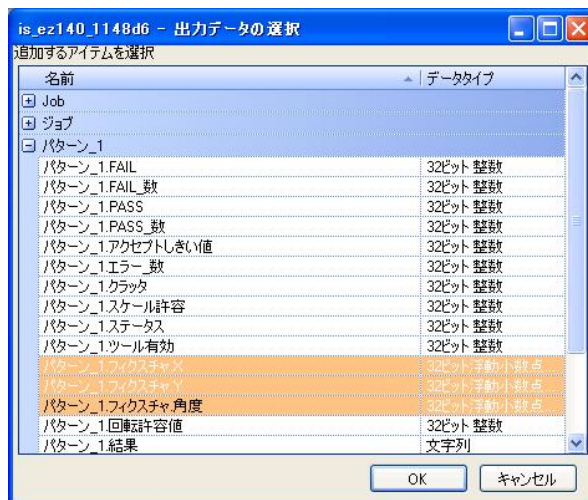 is_ez140_1148d6 - 出力データの選択
追加するアイテムを選択
名前 データタイプ
Job
ジョブ
パターン_1
パターン_1.FAIL 32ビット 整数
パターン_1.FAIL_数 32ビット 整数
パターン_1.PASS 32ビット 整数
パターン_1.PASS_数 32ビット 整数
パターン_1.アクセプトしきい値 32ビット 整数
パターン_1.エラー_数 32ビット 整数
パターン_1.クラッタ 32ビット 整数
パターン_1.スケール許容 32ビット 整数
パターン_1.ステータス 32ビット 整数
パターン_1.ツール有効 32ビット 整数
パターン_1.フィクスチャ.X 32ビット浮動小数点...
パターン_1.フィクスチャ.Y 32ビット浮動小数点...
パターン_1.フィクスチャ.角度 32ビット浮動小数点...
パターン_1.回転許容値 32ビット 整数
パターン_1.結果 文字列
OK キャンセル